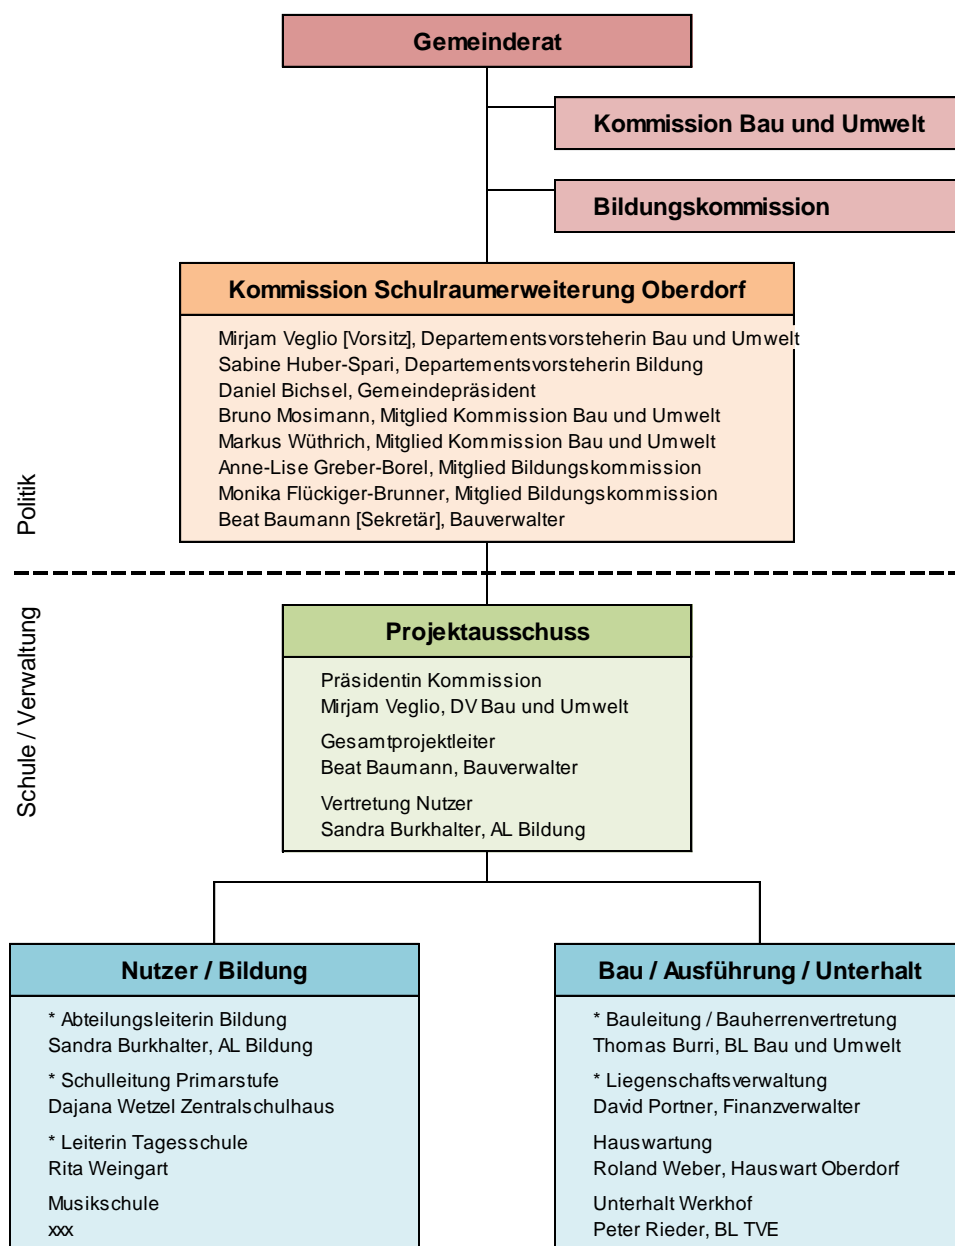 Gemeinderat
Kommission Bau und Umwelt
Bildungskommission
Kommission Schulraumerweiterung Oberdorf
Mirjam Veglio [Vorsitz], Departementsvorsteherin Bau und Umwelt
Sabine Huber-Spari, Departementsvorsteherin Bildung
Daniel Bichsel, Gemeindepräsident
Bruno Mosimann, Mitglied Kommission Bau und Umwelt
Markus Wüthrich, Mitglied Kommission Bau und Umwelt
Anne-Lise Greber-Borel, Mitglied Bildungskommission
Monika Flückiger-Brunner, Mitglied Bildungskommission
Beat Baumann [Sekretär], Bauverwalter
Politik
Schule / Verwaltung
Projektausschuss
Präsidentin Kommission
Mirjam Veglio, DV Bau und Umwelt
Gesamtprojektleiter
Beat Baumann, Bauverwalter
Vertretung Nutzer
Sandra Burkhalter, AL Bildung
Nutzer / Bildung
* Abteilungsleiterin Bildung
Sandra Burkhalter, AL Bildung
* Schulleitung Primarstufe
Dajana Wetzel Zentralschulhaus
* Leiterin Tagesschule
Rita Weingart
Musikschule
xxx
Bau / Ausführung / Unterhalt
* Bauleitung / Bauherrenvertretung
Thomas Burri, BL Bau und Umwelt
* Liegenschaftsverwaltung
David Portner, Finanzverwalter
Hauswartung
Roland Weber, Hauswart Oberdorf
Unterhalt Werkhof
Peter Rieder, BL TVE